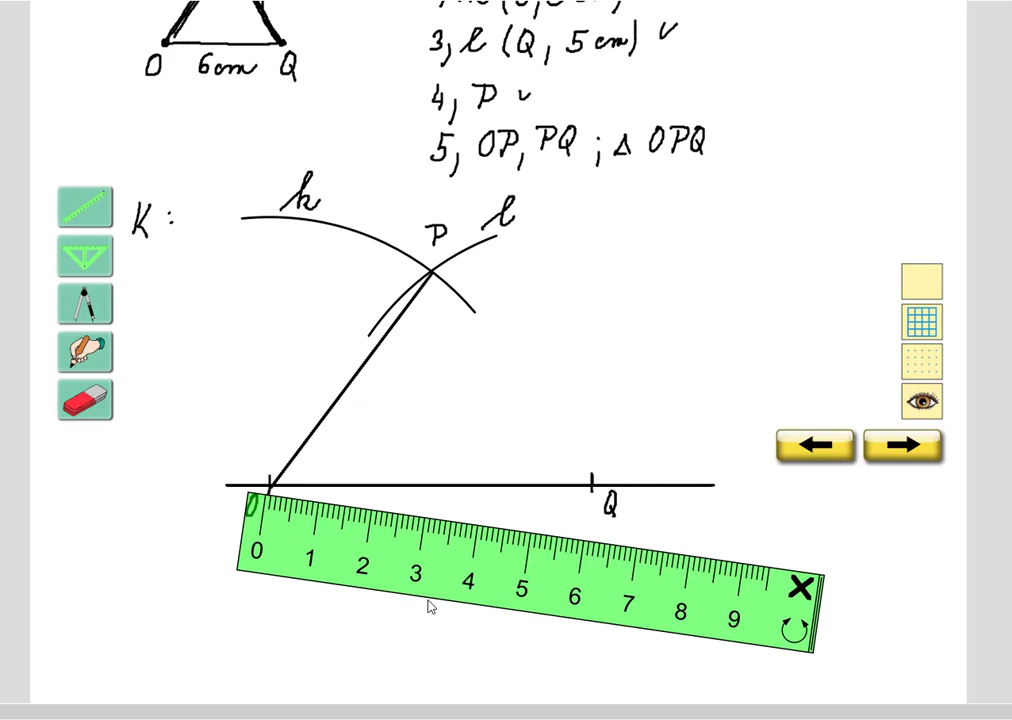 3, l (Q, 5 cm) ✓
O 6cm Q
4, P ✓
5, OP, PQ ; Δ OPQ
K :
k
P
l
Q
O
0 1 2 3 4 5 6 7 8 9
X